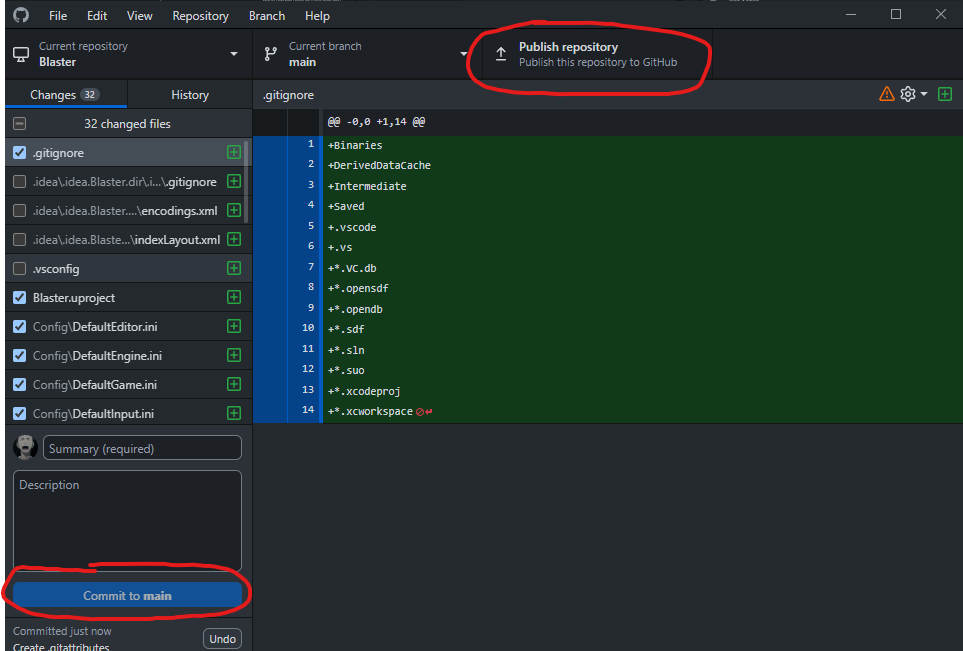 File Edit View Repository Branch Help
Current repository
Blaster
Current branch
main
Publish repository
Publish this repository to GitHub
Changes 32
History
.gitignore
32 changed files
.gitignore
.idea\.idea.Blaster.dir\i...\.gitignore
.idea\.idea.Blaster....\encodings.xml
.idea\.idea.Blaste...\indexLayout.xml
.vsconfig
Blaster.uproject
Config\DefaultEditor.ini
Config\DefaultEngine.ini
Config\DefaultGame.ini
Config\DefaultInput.ini
Summary (required)
Description
Commit to main
Committed just now
Create .gitattributes
Undo
@@ -0,0 +1,14 @@
1 +Binaries
2 +DerivedDataCache
3 +Intermediate
4 +Saved
5 +.vscode
6 +.vs
7 +*.VC.db
8 +*.opensdf
9 +*.opendb
10 +*.sdf
11 +*.sln
12 +*.suo
13 +*.xcodeproj
14 +*.xcworkspace